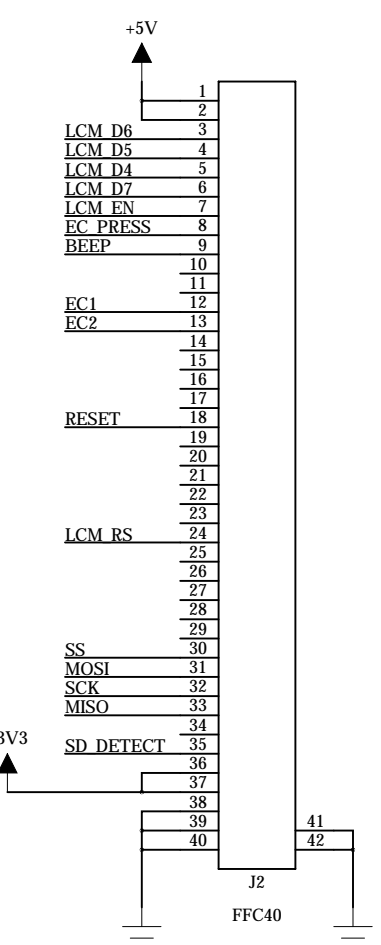 +5V
1
2
LCM_D6 3
LCM_D5 4
LCM_D4 5
LCM_D7 6
LCM_EN 7
EC_PRESS 8
BEEP 9
10
11
EC1 12
EC2 13
14
15
16
17
RESET 18
19
20
21
22
23
LCM_RS 24
25
26
27
28
29
SS 30
MOSI 31
SCK 32
MISO 33
34
3V3
SD_DETECT 35
36
37
38
39 41
40 42
J2
FFC40